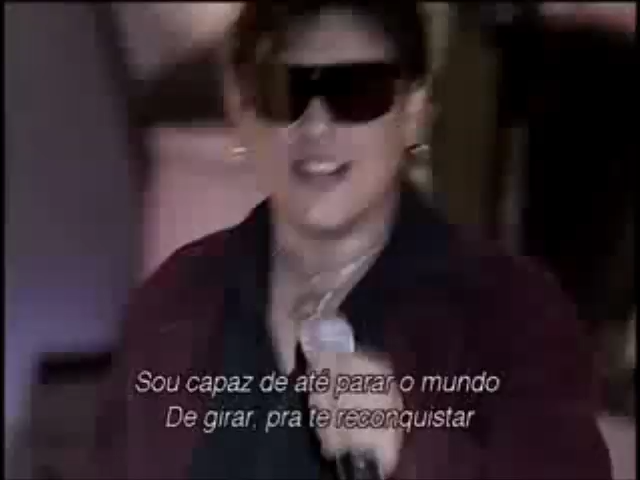 Sou capaz de até parar o mundo
De girar, pra te reconquistar